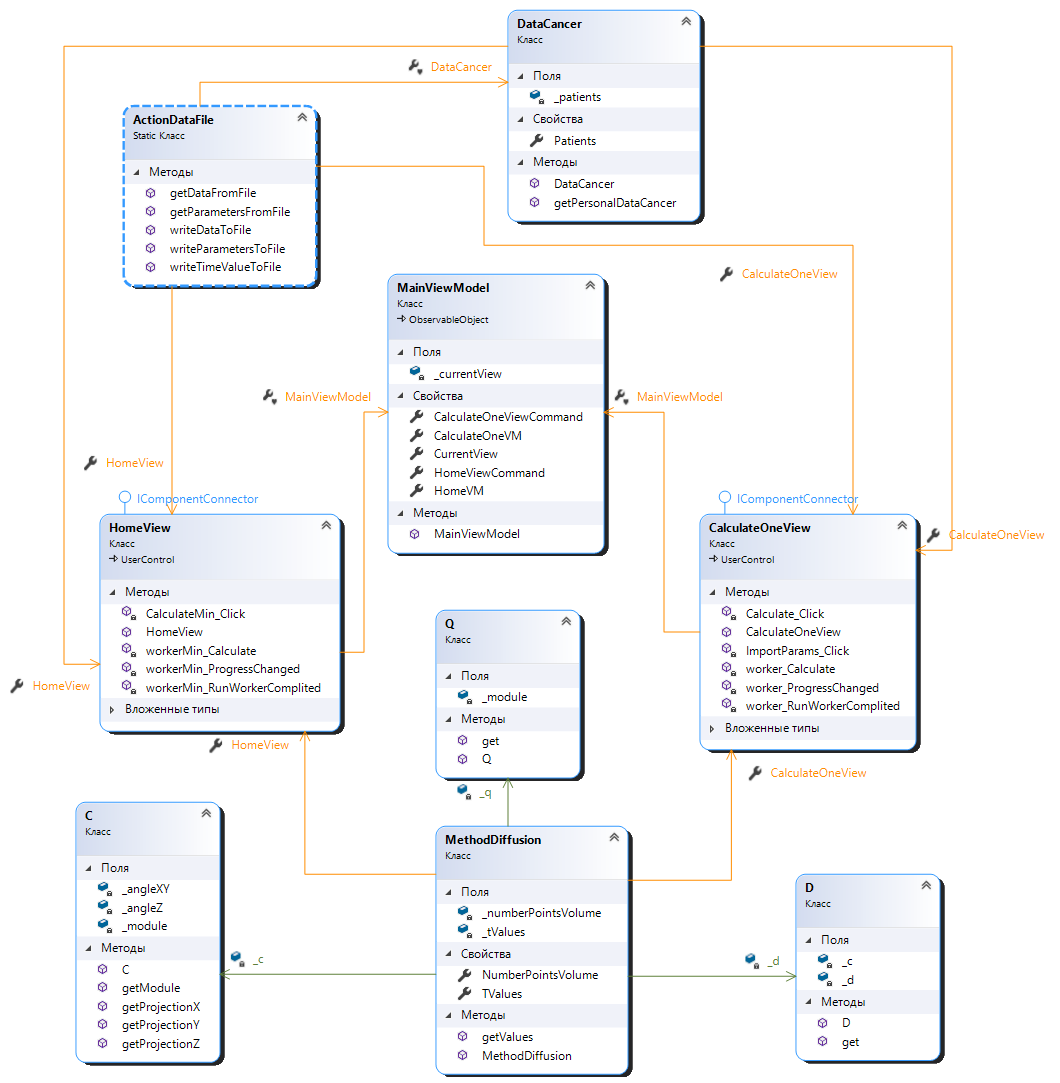 DataCancer
Класс
Поля
_patients
Свойства
Patients
Методы
DataCancer
getPersonalDataCancer
DataCancer
ActionDataFile
Static Класс
Методы
getDataFromFile
getParametersFromFile
writeDataToFile
writeParametersToFile
writeTimeValueToFile
CalculateOneView
MainViewModel
Класс
ObservableObject
Поля
_currentView
Свойства
CalculateOneViewCommand
CalculateOneVM
CurrentView
HomeViewCommand
HomeVM
Методы
MainViewModel
MainViewModel
MainViewModel
HomeView
IComponentConnector
HomeView
Класс
UserControl
Методы
CalculateMin_Click
HomeView
workerMin_Calculate
workerMin_ProgressChanged
workerMin_RunWorkerComplited
Вложенные типы
HomeView
HomeView
IComponentConnector
CalculateOneView
Класс
UserControl
Методы
Calculate_Click
CalculateOneView
ImportParams_Click
worker_Calculate
worker_ProgressChanged
worker_RunWorkerComplited
Вложенные типы
CalculateOneView
CalculateOneView
Q
Класс
Поля
_module
Методы
get
Q
_q
C
Класс
Поля
_angleXY
_angleZ
_module
Методы
C
getModule
getProjectionX
getProjectionY
getProjectionZ
_c
MethodDiffusion
Класс
Поля
_numberPointsVolume
_tValues
Свойства
NumberPointsVolume
TValues
Методы
getValues
MethodDiffusion
_d
D
Класс
Поля
_c
_d
Методы
D
get